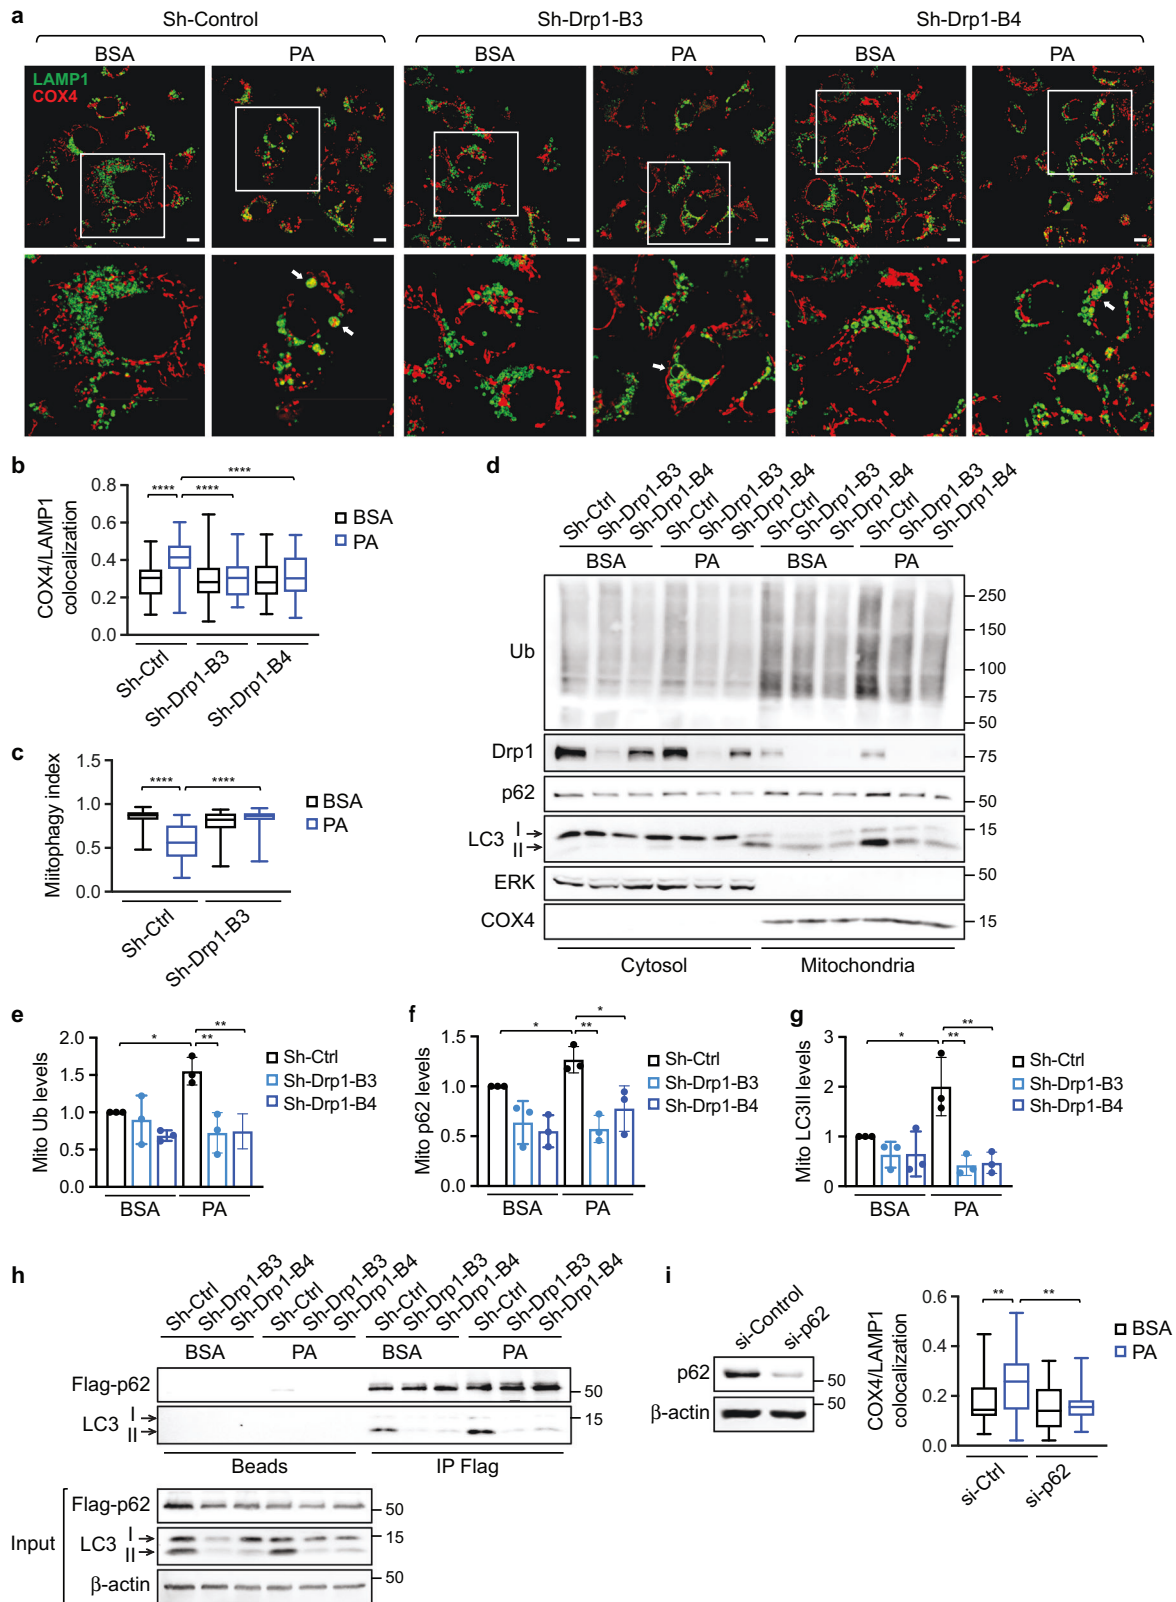 a
Sh-Control Sh-Drp1-B3 Sh-Drp1-B4
BSA PA BSA PA BSA PA
LAMP1
COX4
b
COX4/LAMP1
colocalization
0.8
0.6
0.4
0.2
0.0
**** **** ****
BSA
PA
Sh-Ctrl Sh-Drp1-B3 Sh-Drp1-B4
c
Miitophagy index
1.5
1.0
0.5
0.0
**** ****
BSA
PA
Sh-Ctrl Sh-Drp1-B3
d
Sh-Ctrl Sh-Drp1-B3 Sh-Drp1-B4 Sh-Ctrl Sh-Drp1-B3 Sh-Drp1-B4 Sh-Ctrl Sh-Drp1-B3 Sh-Drp1-B4 Sh-Ctrl Sh-Drp1-B3 Sh-Drp1-B4
BSA PA BSA PA
Ub
250
150
100
75
50
Drp1 75
p62 50
LC3 I II 15
ERK 50
COX4 15
Cytosol Mitochondria
e
Mito Ub levels
2.0
1.5
1.0
0.5
0.0
* ** **
BSA PA
Sh-Ctrl
Sh-Drp1-B3
Sh-Drp1-B4
f
Mito p62 levels
1.5
1.0
0.5
0.0
* ** *
BSA PA
Sh-Ctrl
Sh-Drp1-B3
Sh-Drp1-B4
g
Mito LC3II levels
3
2
1
0
* ** **
BSA PA
Sh-Ctrl
Sh-Drp1-B3
Sh-Drp1-B4
h
Sh-Ctrl Sh-Drp1-B3 Sh-Drp1-B4 Sh-Ctrl Sh-Drp1-B3 Sh-Drp1-B4 Sh-Ctrl Sh-Drp1-B3 Sh-Drp1-B4 Sh-Ctrl Sh-Drp1-B3 Sh-Drp1-B4
BSA PA BSA PA
Flag-p62 50
LC3 I II 15
Beads IP Flag
Input
Flag-p62 50
LC3 I II 15
β-actin 50
i
si-Control si-p62
p62 50
β-actin 50
COX4/LAMP1
colocalization
0.6
0.4
0.2
0.0
** **
BSA
PA
si-Ctrl si-p62